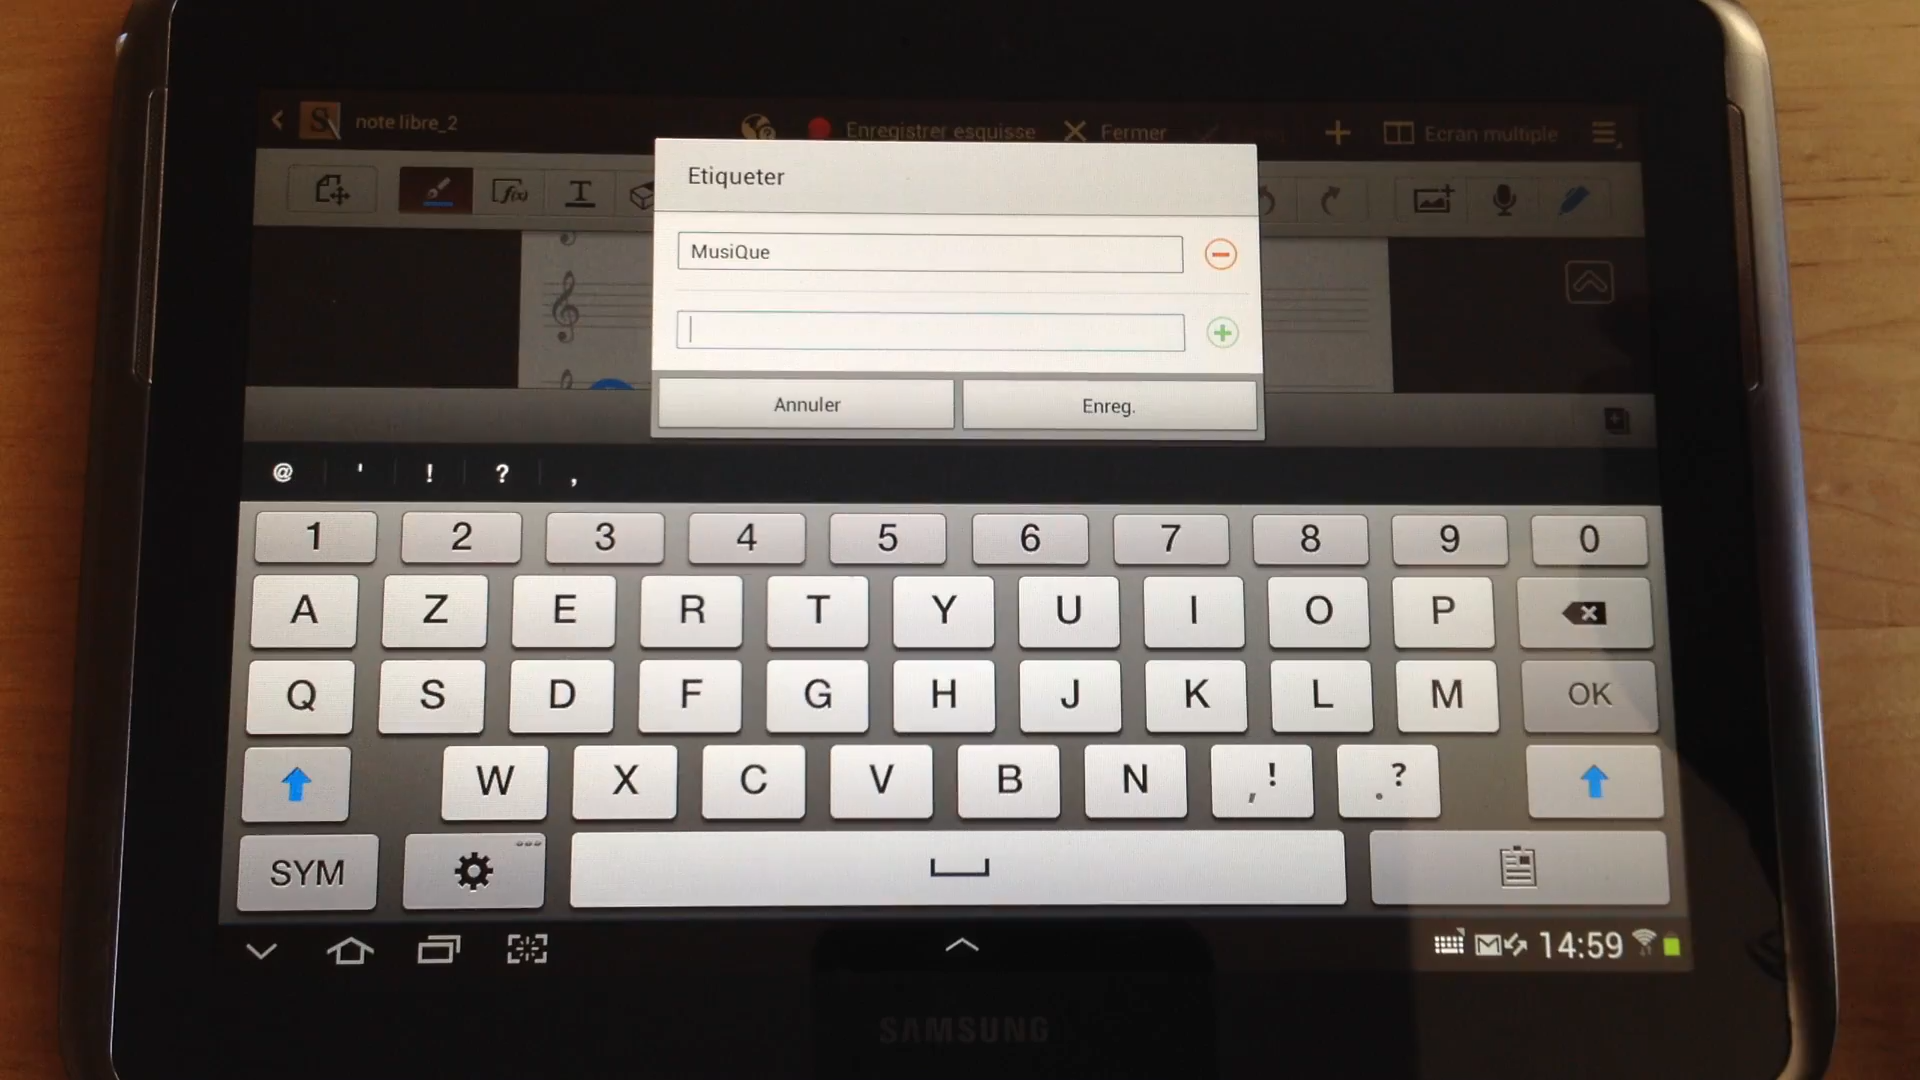 note libre_2
Enregistrer esquisse
Fermer
Ecran multiple
f(x)
T
Etiqueter
MusiQue
Annuler
Enreg.
@ ' ! ? ,
1 2 3 4 5 6 7 8 9 0
A Z E R T Y U I O P
Q S D F G H J K L M OK
W X C V B N , ! . ?
SYM
14:59
SAMSUNG